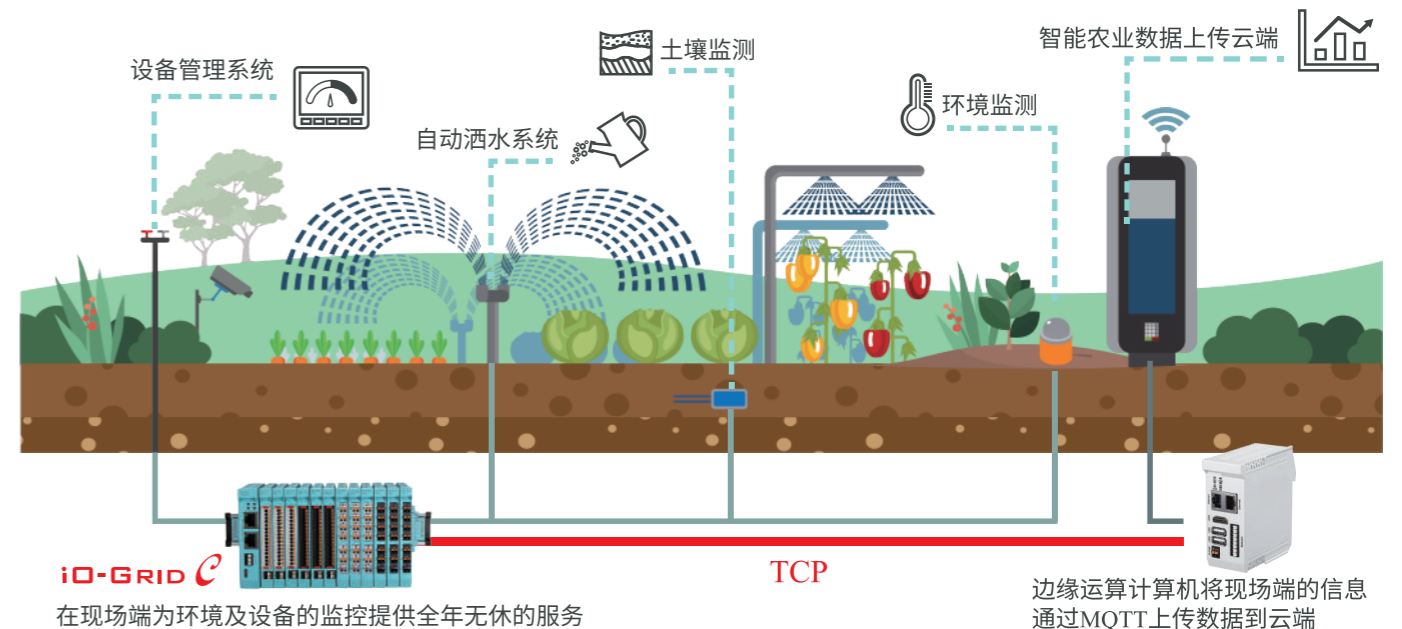 智能农业数据上传云端
土壤监测
设备管理系统
环境监测
自动洒水系统
iO-GRID C
TCP
在现场端为环境及设备的监控提供全年无休的服务
边缘运算计算机将现场端的信息
通过MQTT上传数据到云端